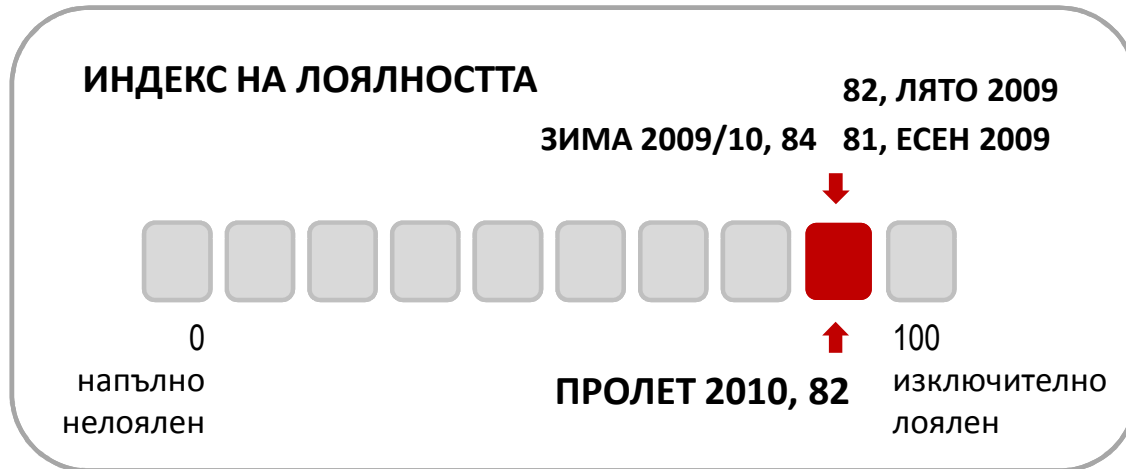 ИНДЕКС НА ЛОЯЛНОСТТА
82, ЛЯТО 2009
ЗИМА 2009/10, 84 81, ЕСЕН 2009
0
напълно
нелоялен
ПРОЛЕТ 2010, 82
100
изключително
лоялен